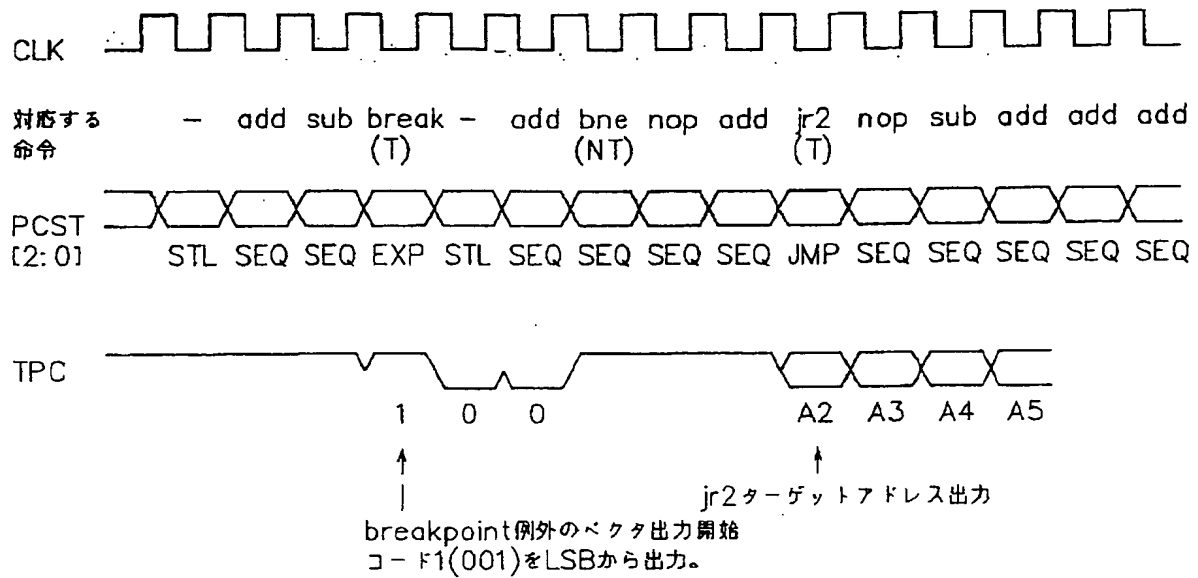 CLK
対応する - add sub break - add bne nop add jr2 nop sub add add add
命令 (T) (NT) (T)
PCST
[2:0] STL SEQ SEQ EXP STL SEQ SEQ SEQ SEQ JMP SEQ SEQ SEQ SEQ SEQ
TPC
1 0 0 A2 A3 A4 A5
jr2ターゲットアドレス出力
breakpoint例外のベクタ出力開始
コード1(001)をLSBから出力。